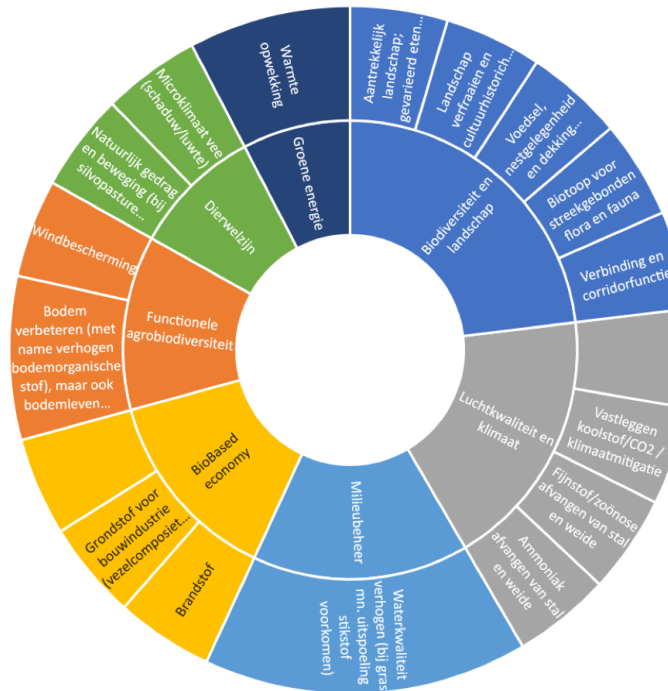 Aantrekkelijk
landschap;
gevarieerd eten...
Landschap
verfraaien en
cultuurhistorich...
Voedsel,
nestgelegenheid
en dekking...
Biotoop voor
streekgebonden
flora en fauna
Verbinding en
corridorfunctie
Biodiversiteit en
landschap
Luchtkwaliteit en
klimaat
Vastleggen
koolstof/CO2 /
klimaatmitigatie
Fijnstof/zoönose
afvangen van stal
en weide
Ammoniak
afvangen van stal
en weide
Milieubeheer
Waterkwaliteit
verhogen (bij gras
mn. uitspoeling
stikstof
voorkomen)
BioBased
economy
Brandstof
Grondstof voor
bouwindustrie
(vezelcomposiet...
Functionele
agrobiodiversiteit
Bodem
verbeteren (met
name verhogen
bodemorganische
stof), maar ook
bodemleven...
Windbescherming
Dierwelzijn
Natuurlijk gedrag
en beweging (bij
silvopasture...
Microklimaat vee
(schaduw/luwte)
Groene energie
Warmte
opwekking